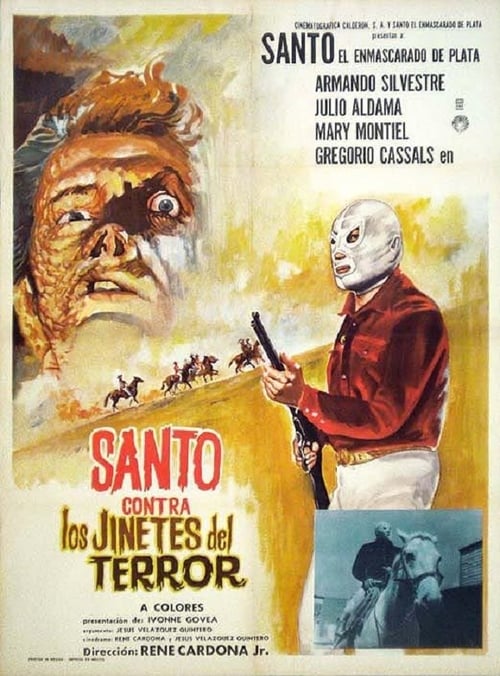 CINEMATOGRAFICA CALDERON, S. A. Y SANTO EL ENMASCARADO DE PLATA
presentan a
SANTO EL ENMASCARADO DE PLATA
ARMANDO SILVESTRE
JULIO ALDAMA
MARY MONTIEL
GREGORIO CASSALS en
SANTO
CONTRA
los JINETES del
TERROR
A COLORES
presentación de: IVONNE GOVEA
argumento: JESUS VELAZQUEZ QUINTERO
cinedrama: RENE CARDONA Y JESUS VELAZQUEZ QUINTERO
Dirección: RENE CARDONA Jr.